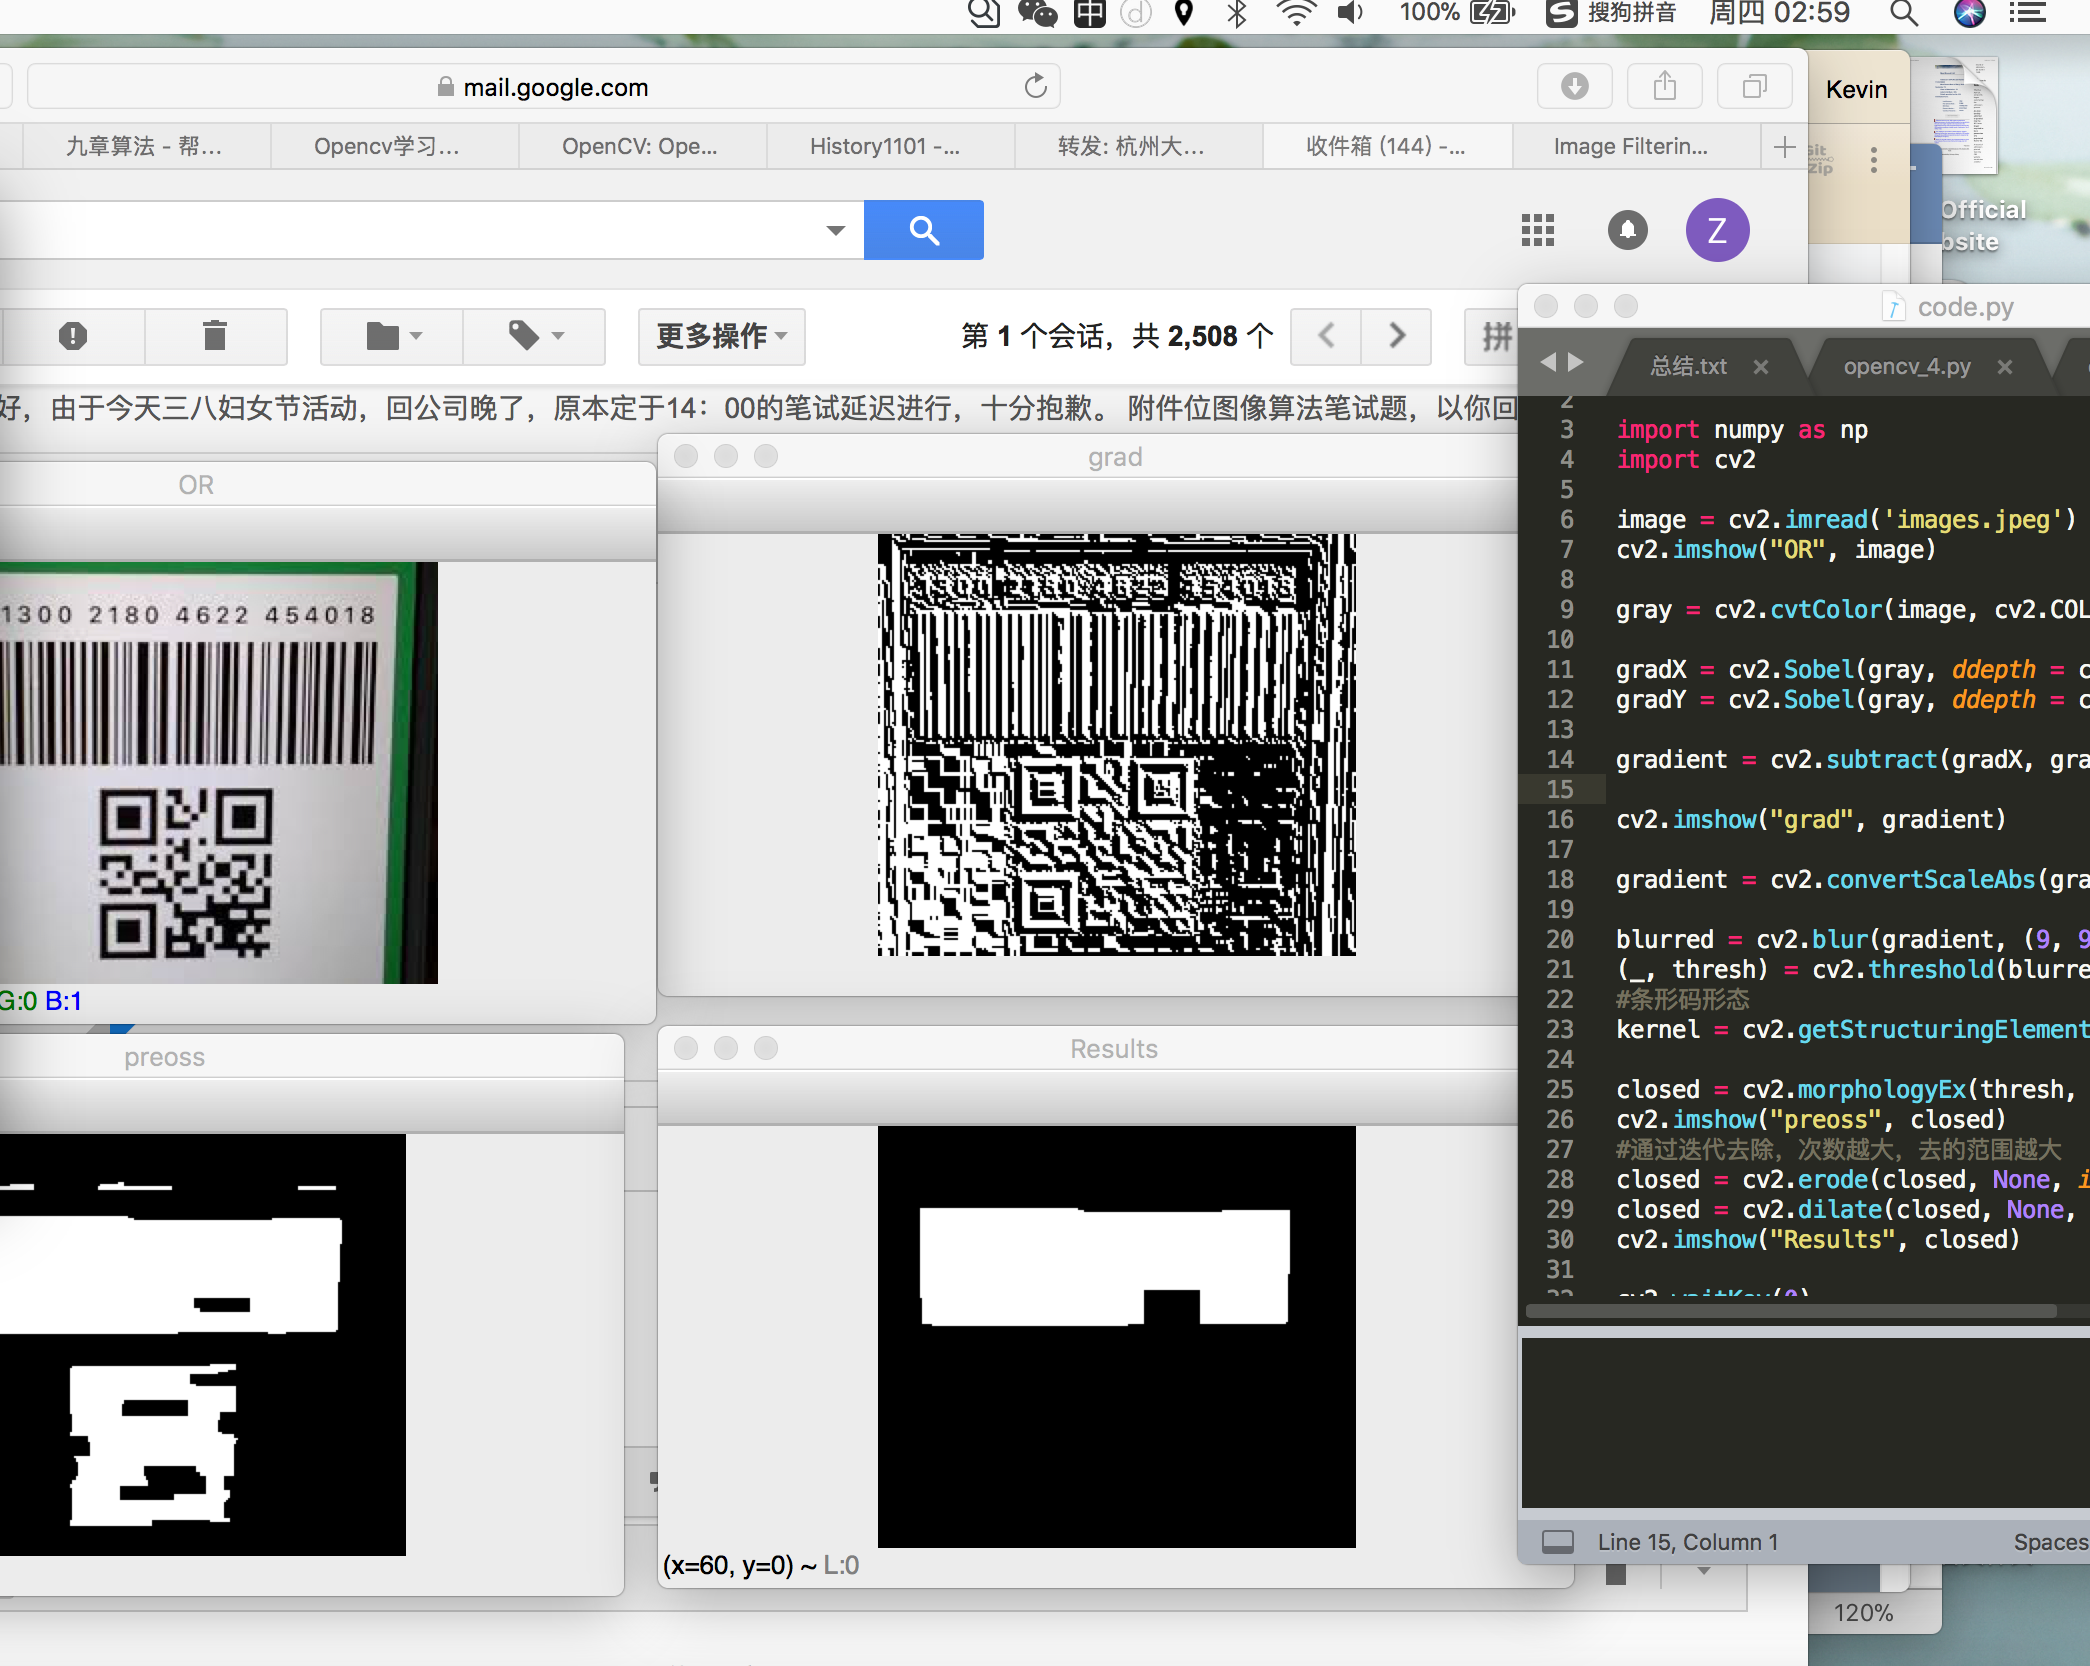 中
100%
搜狗拼音
周四 02:59
mail.google.com
Kevin
九章算法 - 帮...
Opencv学习...
OpenCV: Ope...
History1101 -...
转发: 杭州大...
收件箱 (144) -...
Image Filterin...
Zip
Official
bsite
Z
更多操作
第 1 个会话，共 2,508 个
拼
好，由于今天三八妇女节活动，回公司晚了，原本定于14：00的笔试延迟进行，十分抱歉。 附件位图像算法笔试题，以你回
OR
1300 2180 4622 454018
G:0 B:1
grad
preoss
Results
(x=60, y=0) ~ L:0
code.py
总结.txt
opencv_4.py
2
3 import numpy as np
4 import cv2
5
6 image = cv2.imread('images.jpeg')
7 cv2.imshow("OR", image)
8
9 gray = cv2.cvtColor(image, cv2.COL
10
11 gradX = cv2.Sobel(gray, ddepth = c
12 gradY = cv2.Sobel(gray, ddepth = c
13
14 gradient = cv2.subtract(gradX, gra
15
16 cv2.imshow("grad", gradient)
17
18 gradient = cv2.convertScaleAbs(gra
19
20 blurred = cv2.blur(gradient, (9, 9
21 (_, thresh) = cv2.threshold(blurre
22 #条形码形态
23 kernel = cv2.getStructuringElement
24
25 closed = cv2.morphologyEx(thresh,
26 cv2.imshow("preoss", closed)
27 #通过迭代去除，次数越大，去的范围越大
28 closed = cv2.erode(closed, None, i
29 closed = cv2.dilate(closed, None,
30 cv2.imshow("Results", closed)
31
Line 15, Column 1
Spaces
120%